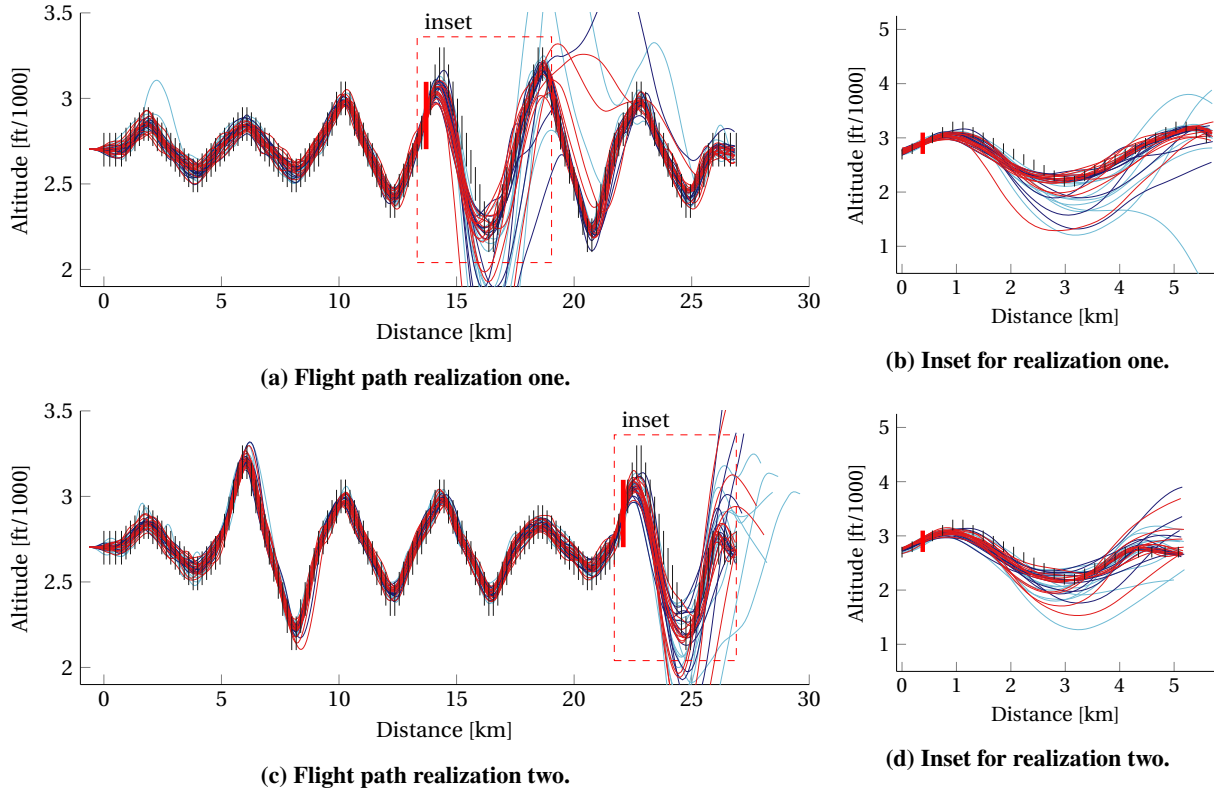 inset
3.5
3
2.5
2
Altitude [ft/1000]
0 5 10 15 20 25 30
Distance [km]
(a) Flight path realization one.
5
4
3
2
1
Altitude [ft/1000]
0 1 2 3 4 5
Distance [km]
(b) Inset for realization one.
inset
3.5
3
2.5
2
Altitude [ft/1000]
0 5 10 15 20 25 30
Distance [km]
(c) Flight path realization two.
5
4
3
2
1
Altitude [ft/1000]
0 1 2 3 4 5
Distance [km]
(d) Inset for realization two.